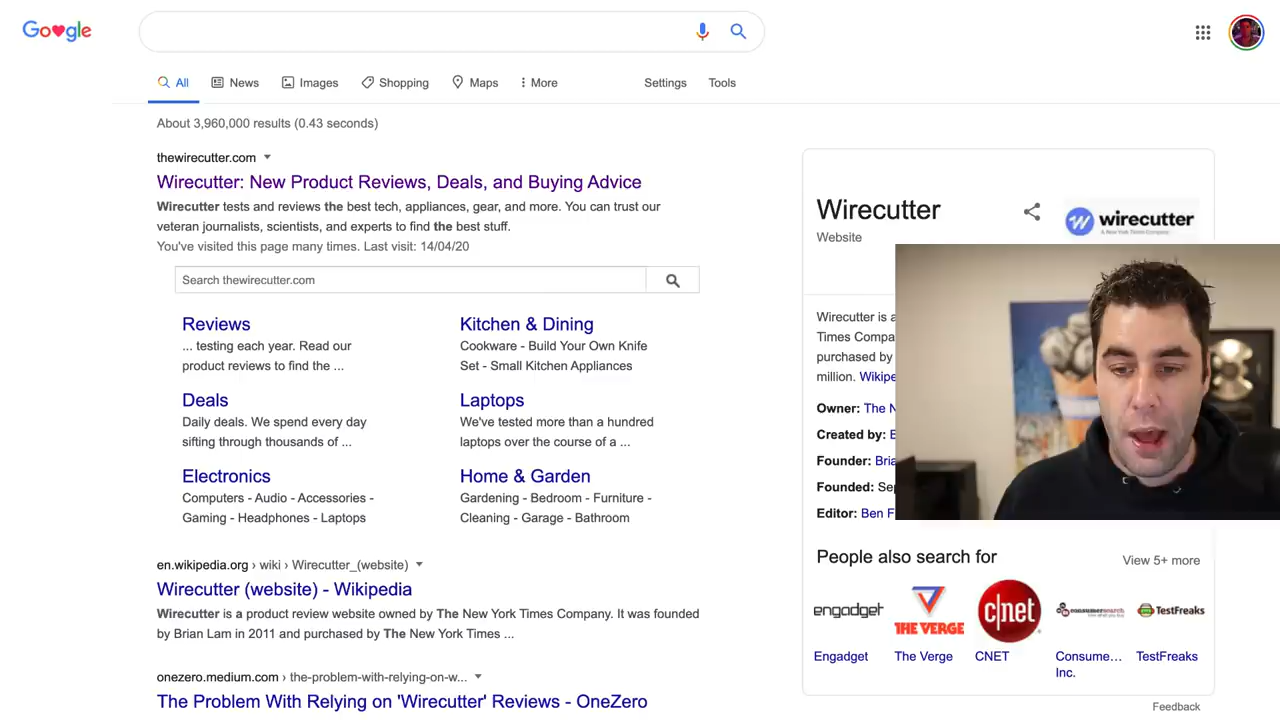 Google
All
News
Images
Shopping
Maps
More
Settings
Tools
About 3,960,000 results (0.43 seconds)
thewirecutter.com
Wirecutter: New Product Reviews, Deals, and Buying Advice
Wirecutter tests and reviews the best tech, appliances, gear, and more. You can trust our
veteran journalists, scientists, and experts to find the best stuff.
You've visited this page many times. Last visit: 14/04/20
Search thewirecutter.com
Reviews
... testing each year. Read our
product reviews to find the ...
Kitchen & Dining
Cookware - Build Your Own Knife
Set - Small Kitchen Appliances
Deals
Daily deals. We spend every day
sifting through thousands of ...
Laptops
We've tested more than a hundred
laptops over the course of a ...
Electronics
Computers - Audio - Accessories -
Gaming - Headphones - Laptops
Home & Garden
Gardening - Bedroom - Furniture -
Cleaning - Garage - Bathroom
en.wikipedia.org › wiki › Wirecutter_(website)
Wirecutter (website) - Wikipedia
Wirecutter is a product review website owned by The New York Times Company. It was founded
by Brian Lam in 2011 and purchased by The New York Times ...
onezero.medium.com › the-problem-with-relying-on-w...
The Problem With Relying on 'Wirecutter' Reviews - OneZero
Wirecutter
Website
wirecutter
A New York Times Company
Wirecutter is a
Times Compa
purchased by
million. Wikipe
Owner: The N
Created by:
Founder: Bria
Founded: Sep
Editor: Ben F
People also search for
View 5+ more
engadget
THE VERGE
c|net
consumersearch
TestFreaks
Engadget
The Verge
CNET
Consume...
Inc.
TestFreaks
Feedback